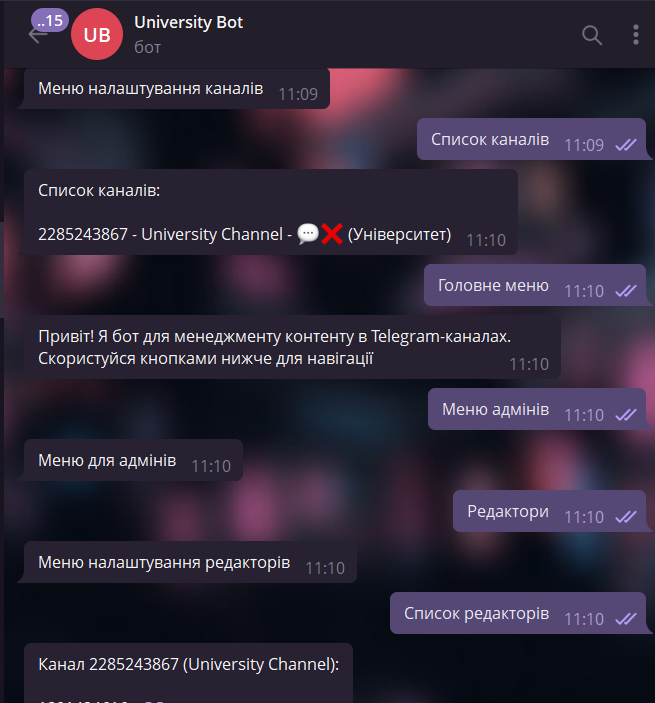 ..15
UB
University Bot
бот
Меню налаштування каналів 11:09
Список каналів 11:09
Список каналів:
2285243867 - University Channel - 💬❌ (Університет) 11:10
Головне меню 11:10
Привіт! Я бот для менеджменту контенту в Telegram-каналах.
Скористуйся кнопками нижче для навігації 11:10
Меню адмінів 11:10
Меню для адмінів 11:10
Редактори 11:10
Меню налаштування редакторів 11:10
Список редакторів 11:10
Канал 2285243867 (University Channel):